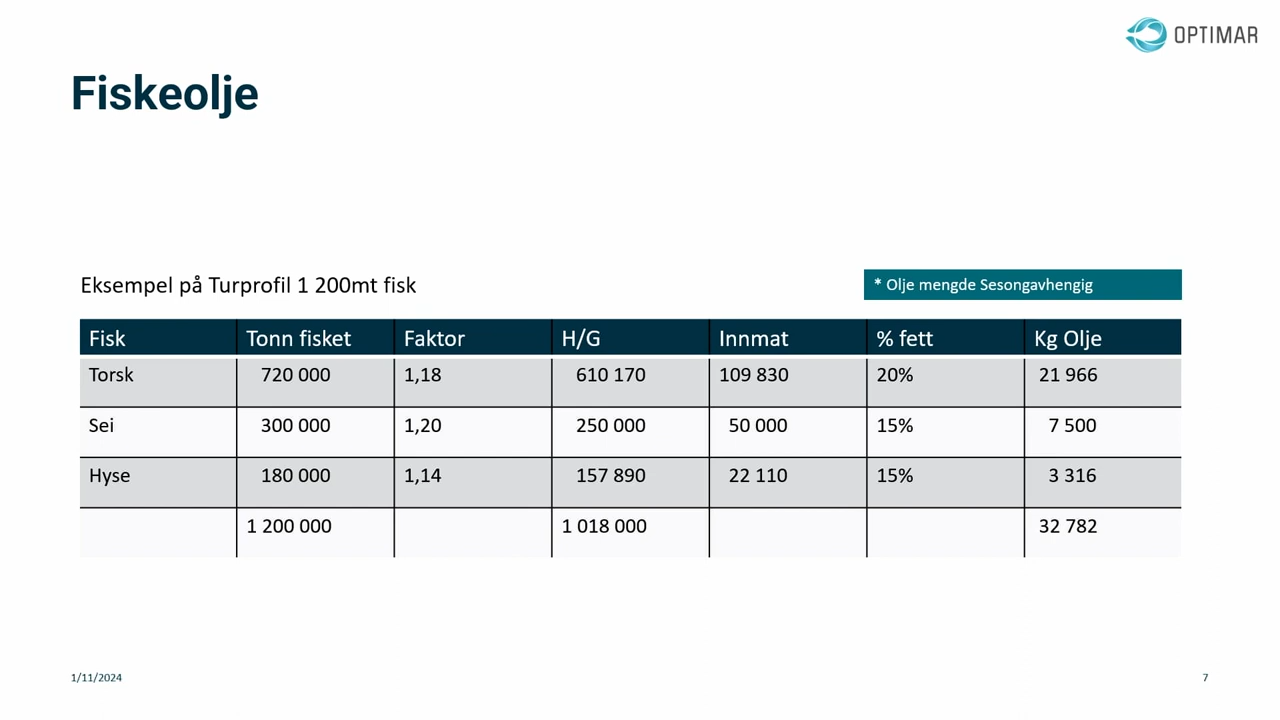 OPTIMAR
Fiskeolje
Eksempel på Turprofil 1 200mt fisk
* Olje mengde Sesongavhengig
Fisk Tonn fisket Faktor H/G Innmat % fett Kg Olje
Torsk 720 000 1,18 610 170 109 830 20% 21 966
Sei 300 000 1,20 250 000 50 000 15% 7 500
Hyse 180 000 1,14 157 890 22 110 15% 3 316
1 200 000 1 018 000 32 782
1/11/2024 7